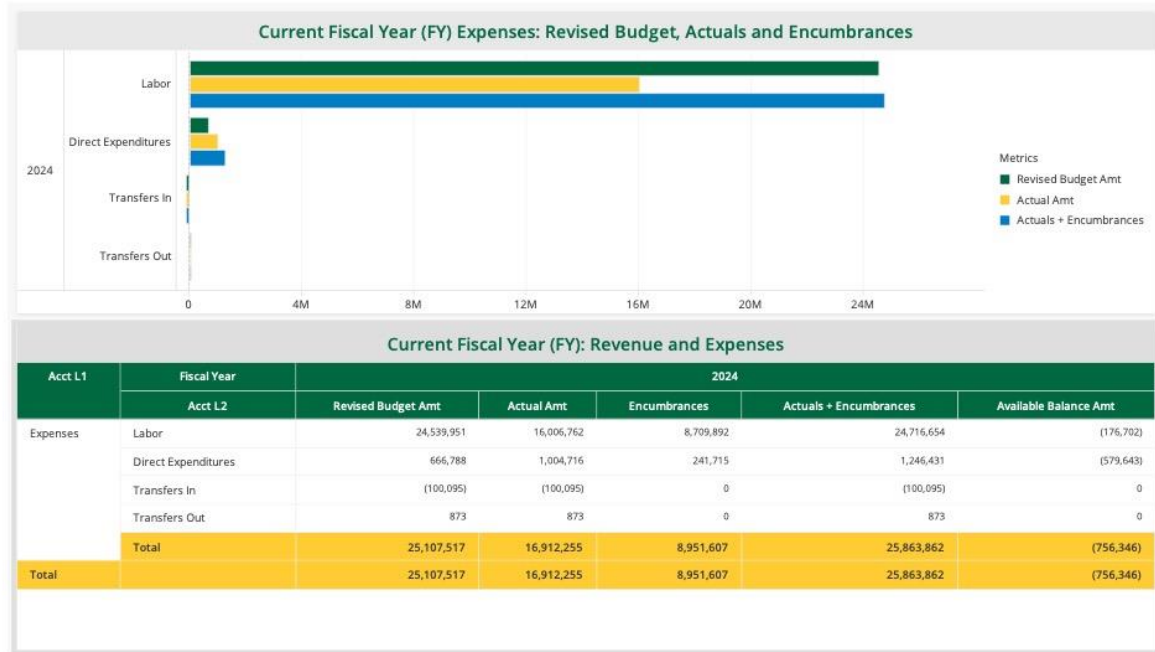 Current Fiscal Year (FY) Expenses: Revised Budget, Actuals and Encumbrances
Labor
Direct Expenditures
2024
Transfers In
Transfers Out
0 4M 8M 12M 16M 20M 24M
Metrics
Revised Budget Amt
Actual Amt
Actuals + Encumbrances
Current Fiscal Year (FY): Revenue and Expenses
Acct L1 Fiscal Year 2024
Acct L2 Revised Budget Amt Actual Amt Encumbrances Actuals + Encumbrances Available Balance Amt
Expenses Labor 24,539,951 16,006,762 8,709,892 24,716,654 (176,702)
Direct Expenditures 666,788 1,004,716 241,715 1,246,431 (579,643)
Transfers In (100,095) (100,095) 0 (100,095) 0
Transfers Out 873 873 0 873 0
Total 25,107,517 16,912,255 8,951,607 25,863,862 (756,346)
Total 25,107,517 16,912,255 8,951,607 25,863,862 (756,346)